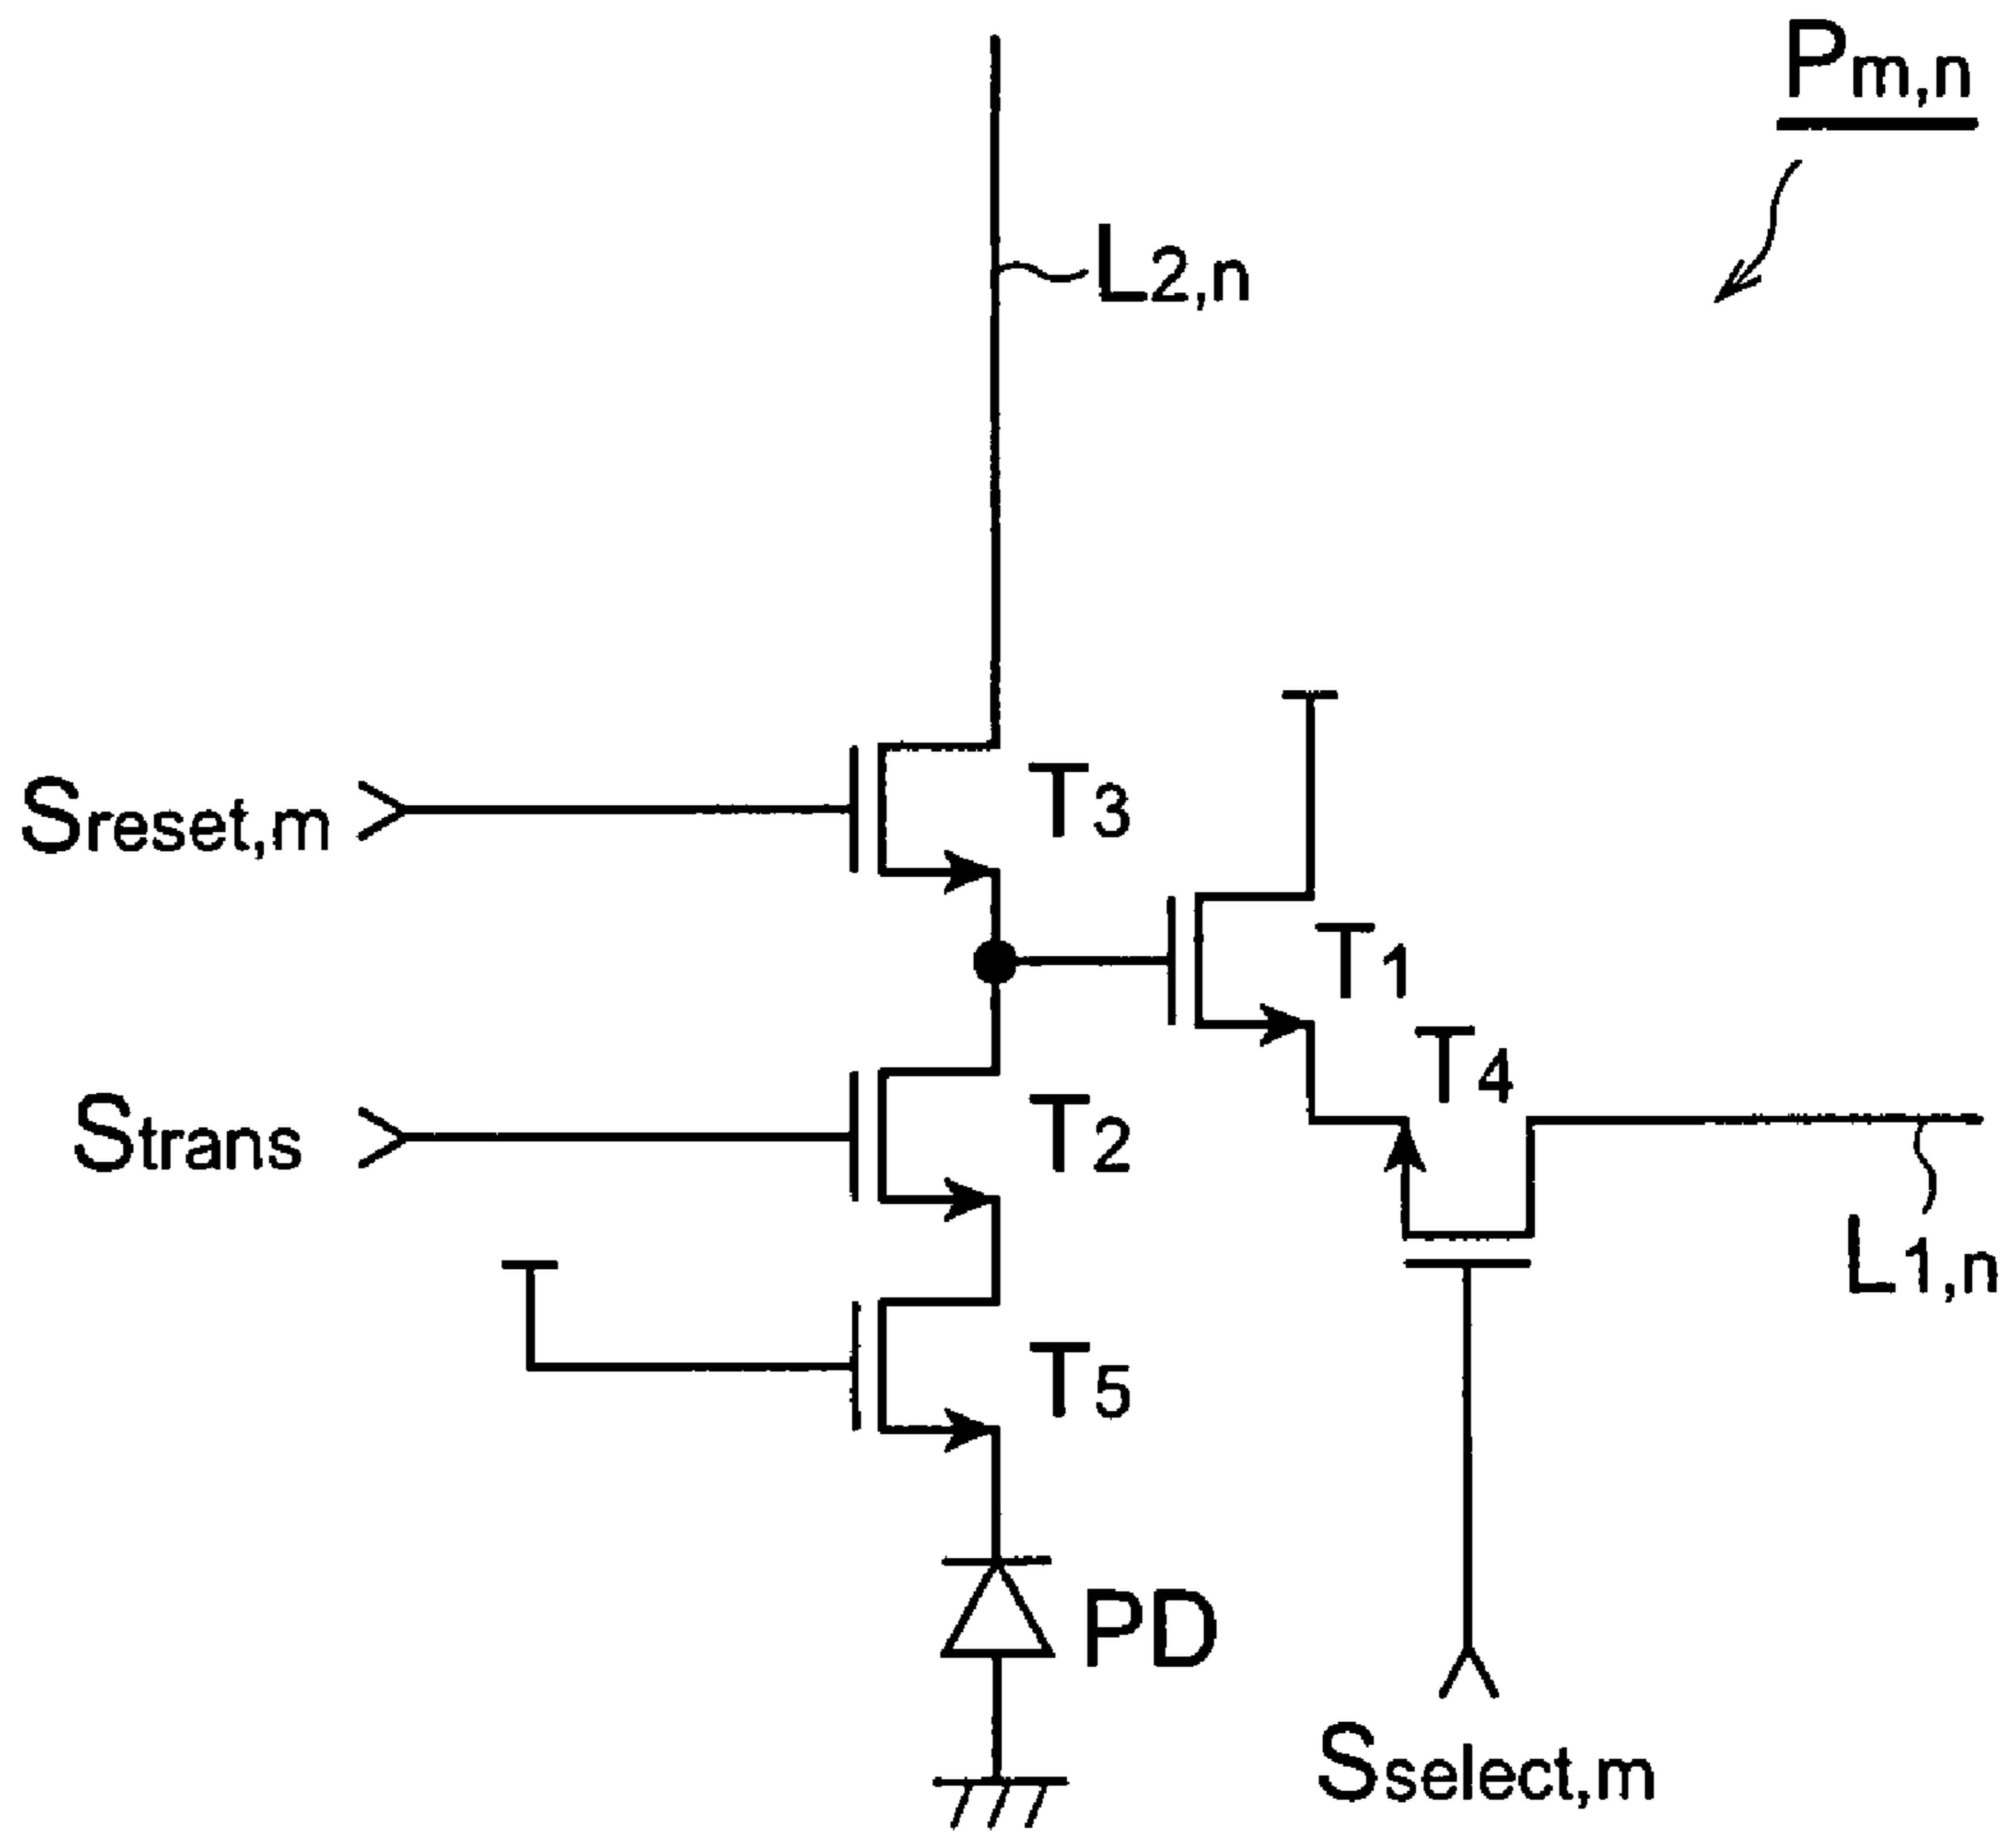 Pm,n
L2,n
Sreset,m
T3
T1
T4
Strans
T2
L1,n
T5
PD
Sselect,m